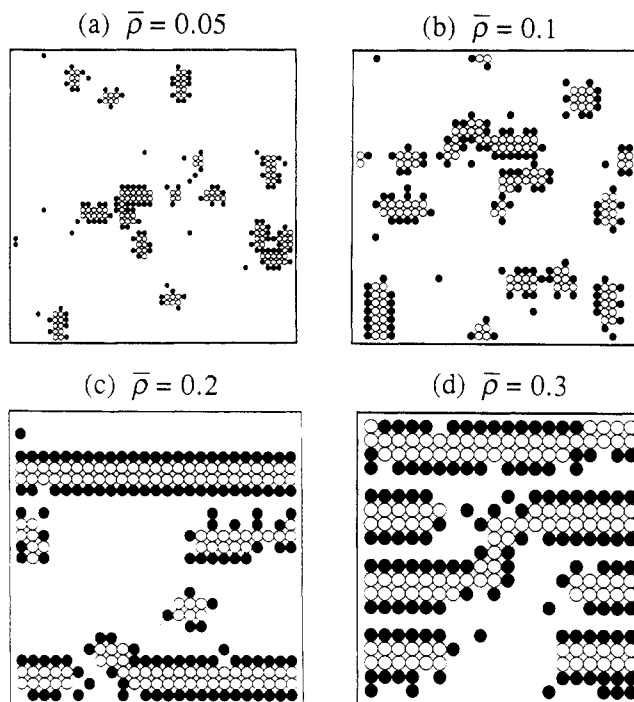 (a) ρ̅ = 0.05
(b) ρ̅ = 0.1
(c) ρ̅ = 0.2
(d) ρ̅ = 0.3